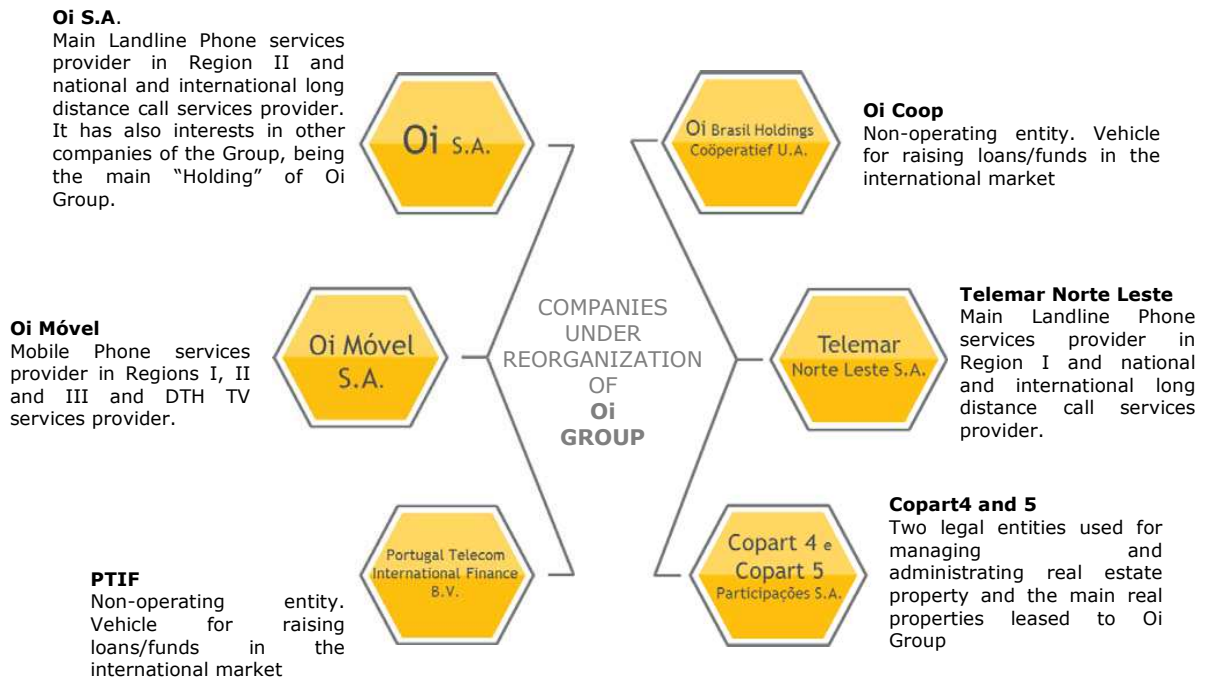 Oi S.A.
Main Landline Phone services
provider in Region II and
national and international long
distance call services provider.
It has also interests in other
companies of the Group, being
the main “Holding” of Oi
Group.
Oi S.A.
Oi Brasil Holdings
Coöperatief U.A.
Oi Coop
Non-operating entity. Vehicle
for raising loans/funds in the
international market
Oi Móvel
Mobile Phone services
provider in Regions I, II
and III and DTH TV
services provider.
Oi Móvel
S.A.
COMPANIES
UNDER
REORGANIZATION
OF
Oi
GROUP
Telemar
Norte Leste S.A.
Telemar Norte Leste
Main Landline Phone
services provider in
Region I and national
and international long
distance call services
provider.
PTIF
Non-operating entity.
Vehicle for raising
loans/funds in the
international market
Portugal Telecom
International Finance
B.V.
Copart 4 e
Copart 5
Participações S.A.
Copart4 and 5
Two legal entities used for
managing and
administrating real estate
property and the main real
properties leased to Oi
Group